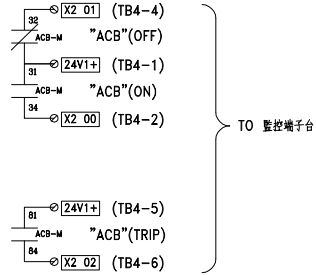 X2 01 (TB4-4)
32
ACB-M "ACB"(OFF)
24V1+ (TB4-1)
31
ACB-M "ACB"(ON)
34
X2 00 (TB4-2)
TO 監控端子台
24V1+ (TB4-5)
81
ACB-M "ACB"(TRIP)
84
X2 02 (TB4-6)